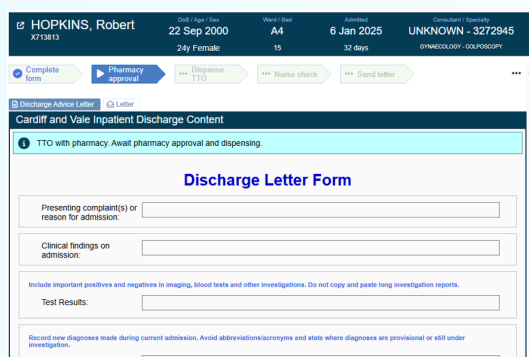 HOPKINS, Robert
X713813
DoB / Age / Sex
22 Sep 2000
24y Female
Ward / Bed
A4
15
Admitted
6 Jan 2025
32 days
Consultant / Specialty
UNKNOWN - 3272945
GYNAECOLOGY - COLPOSCOPY
Complete
form
Pharmacy
approval
Dispense
TTO
Nurse check
Send letter
Discharge Advice Letter
Letter
Cardiff and Vale Inpatient Discharge Content
TTO with pharmacy. Await pharmacy approval and dispensing.
Discharge Letter Form
Presenting complaint(s) or
reason for admission:
Clinical findings on
admission:
Include important positives and negatives in imaging, blood tests and other investigations. Do not copy and paste long investigation reports.
Test Results:
Record new diagnoses made during current admission. Avoid abbreviations/acronyms and state where diagnoses are provisional or still under
investigation.